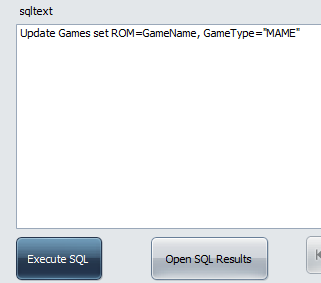 sqltext
Update Games set ROM=GameName, GameType="MAME"
Execute SQL
Open SQL Results